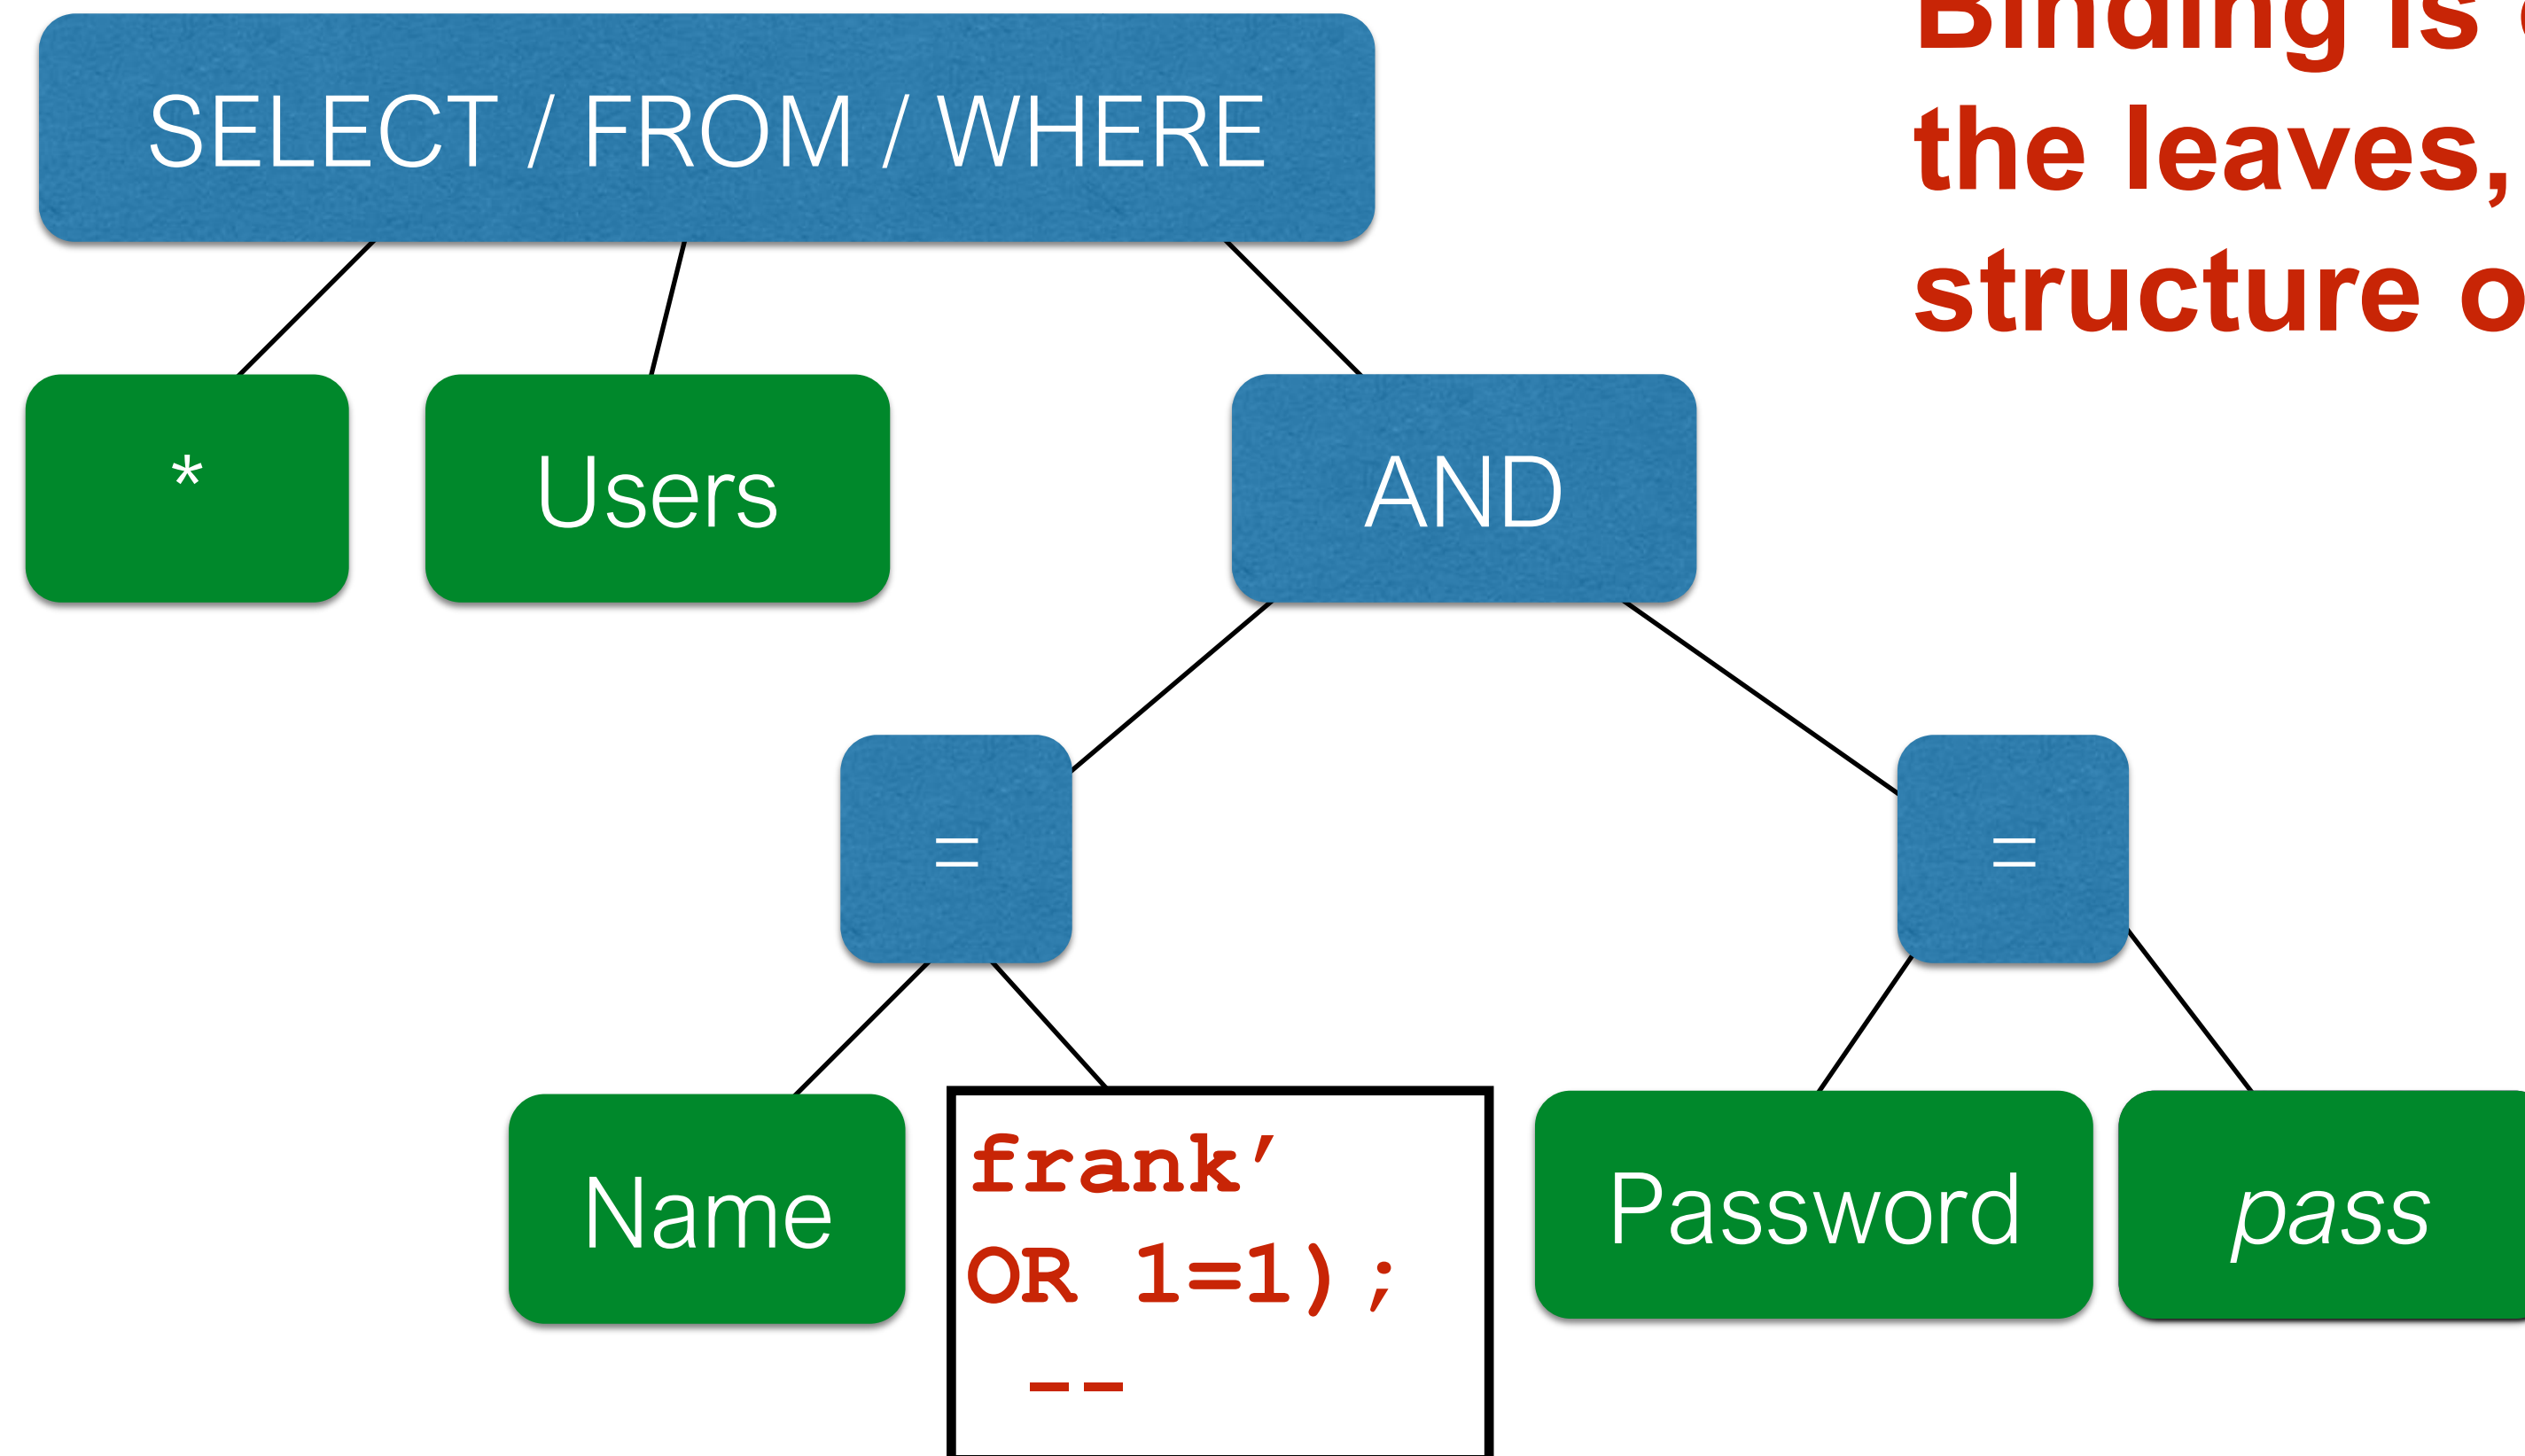 Binding is
the leaves,
structure
SELECT / FROM / WHERE
*
Users
AND
=
=
Name
frank’
OR 1=1);
--
Password
pass